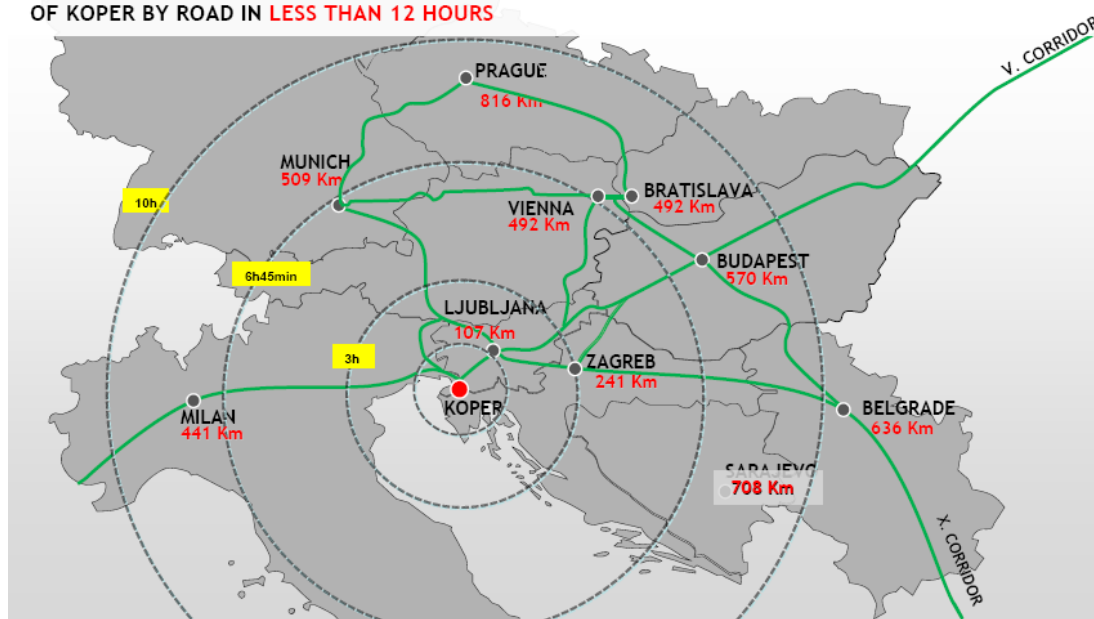 OF KOPER BY ROAD IN LESS THAN 12 HOURS
V. CORRIDOR
PRAGUE
816 Km
MUNICH
509 Km
10h
VIENNA
492 Km
BRATISLAVA
492 Km
BUDAPEST
570 Km
6h45min
LJUBLJANA
107 Km
3h
ZAGREB
241 Km
KOPER
MILAN
441 Km
BELGRADE
636 Km
SARAJEVO
708 Km
X. CORRIDOR